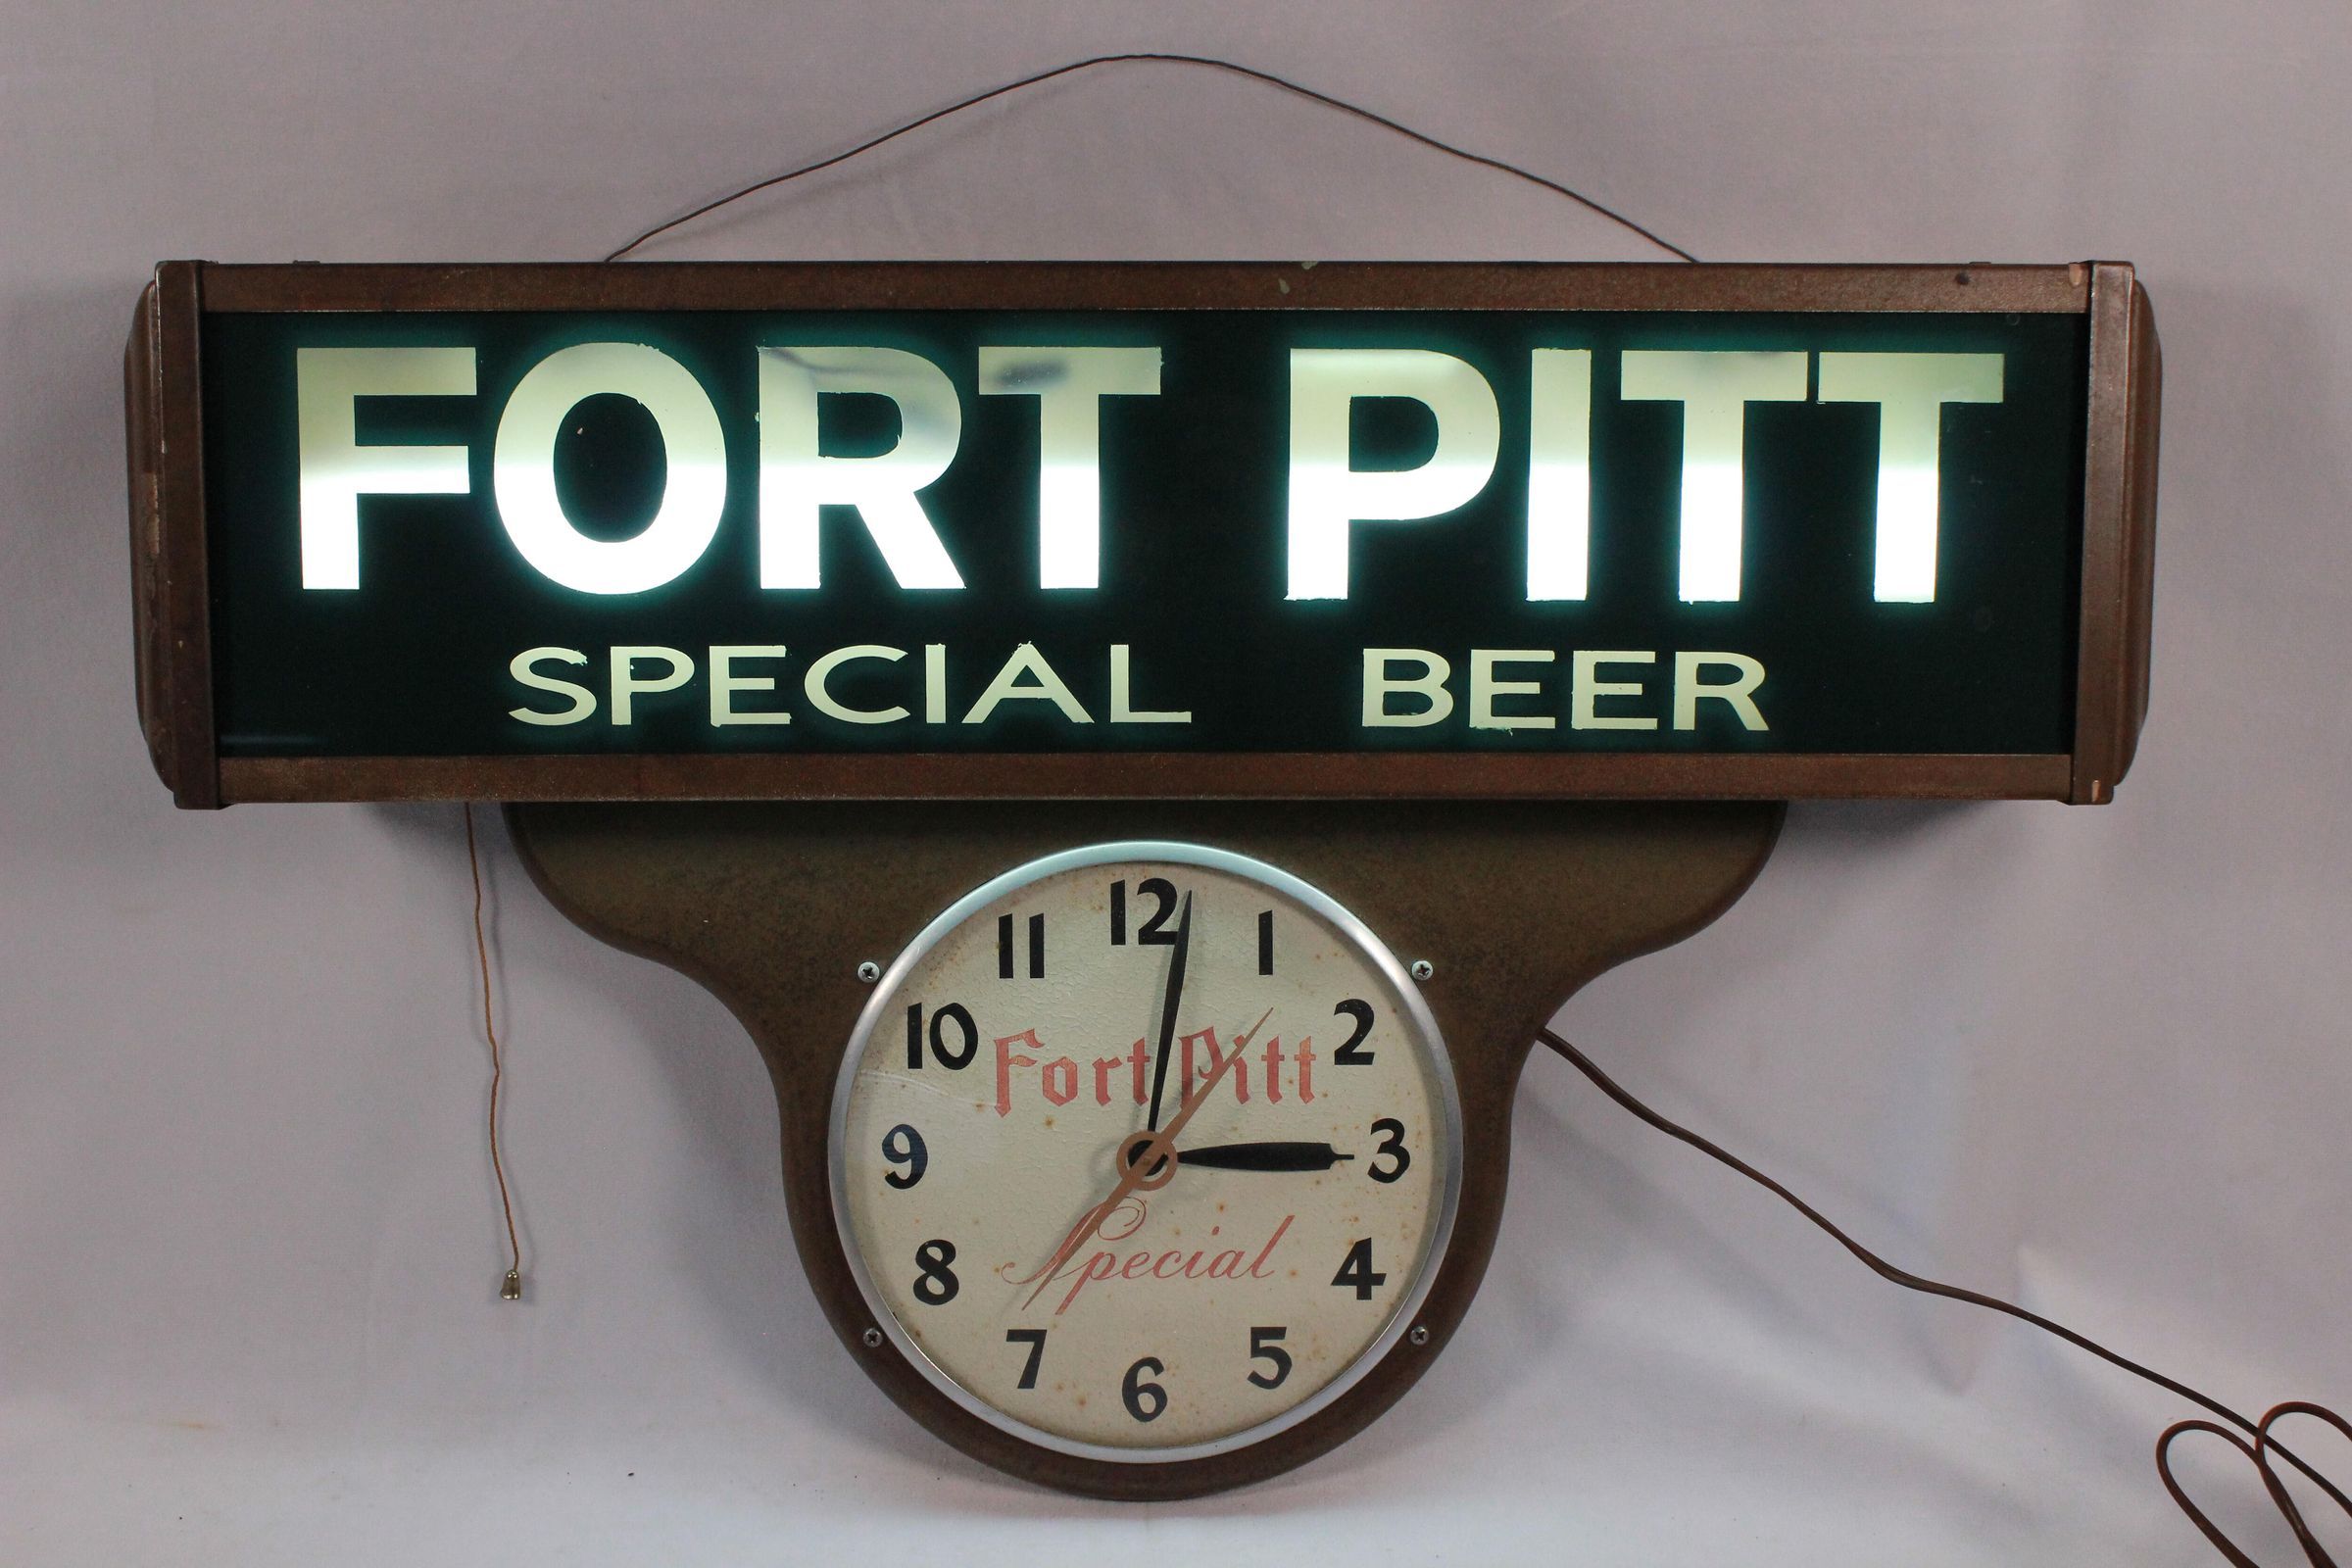 FORT PITT
SPECIAL BEER
12
11 1
10 2
Fort Pitt
9 3
Special
8 4
7 5
6